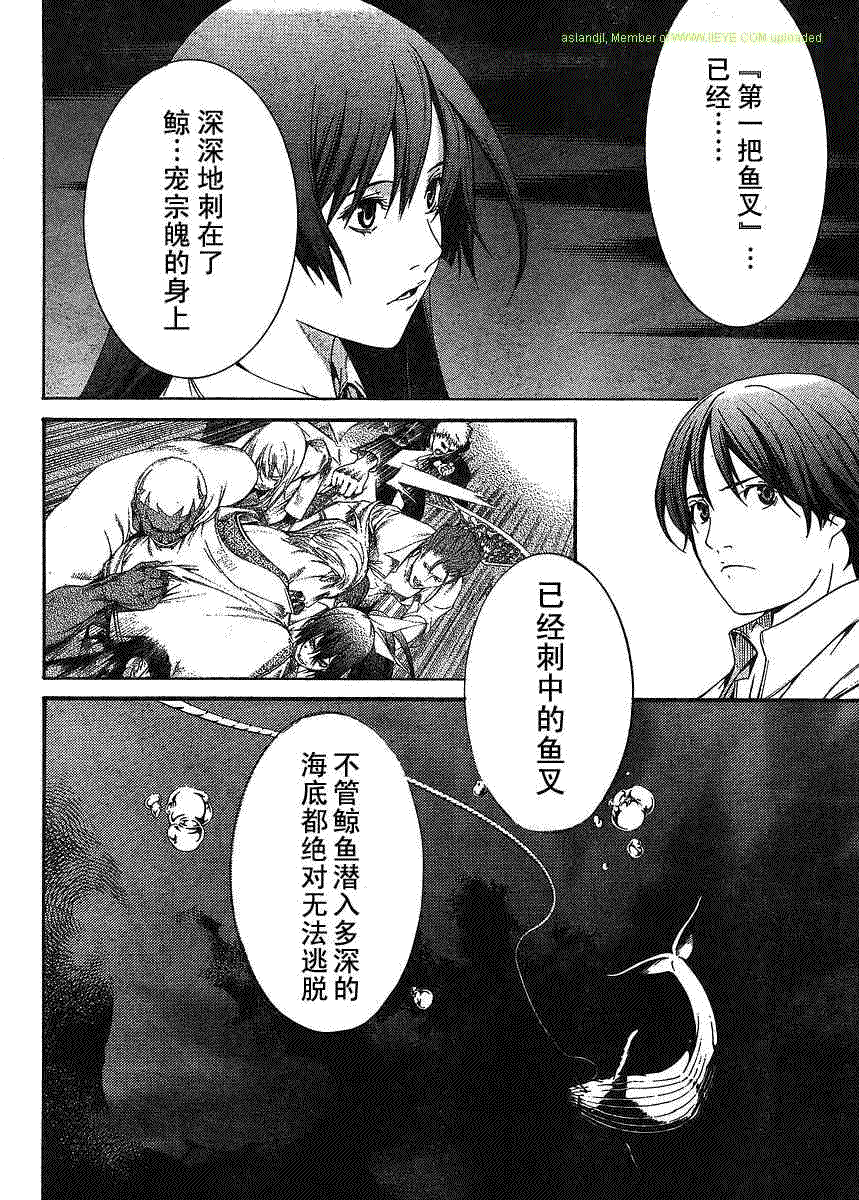 aslandjl, Member of WWW.IIEYE.COM uploaded
『第一把鱼叉』…
已经……
深深地刺在了
鲸…宠宗魄的身上
已经刺中的鱼叉
不管鲸鱼潜入多深的
海底都绝对无法逃脱